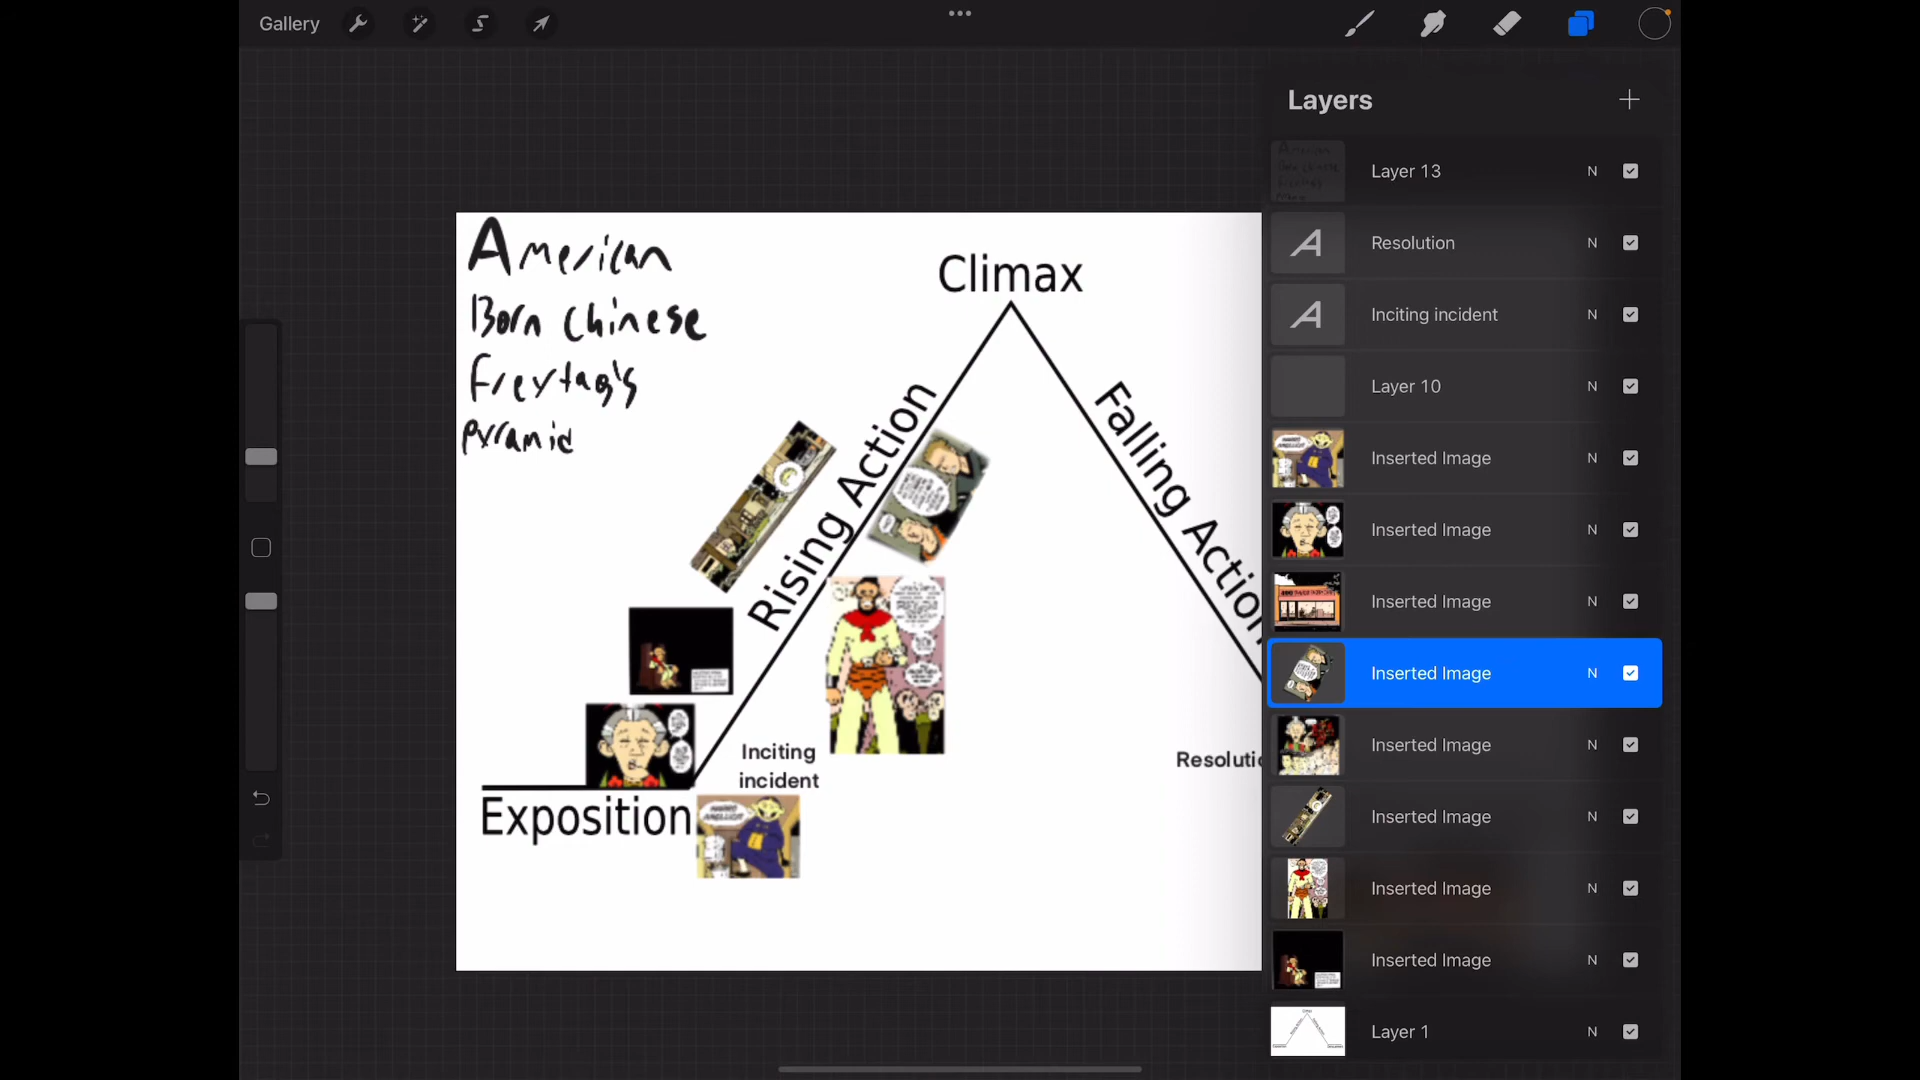 Gallery
Layers
Layer 13
N
Resolution
N
Inciting incident
N
Layer 10
N
Inserted Image
N
Inserted Image
N
Inserted Image
N
Inserted Image
N
Inserted Image
N
Inserted Image
N
Inserted Image
N
Inserted Image
N
Layer 1
N
American
Born Chinese
Freytag's
Pyramid
Climax
Rising Action
Falling Action
Inciting
incident
Exposition
HARRO
AMELLICA!